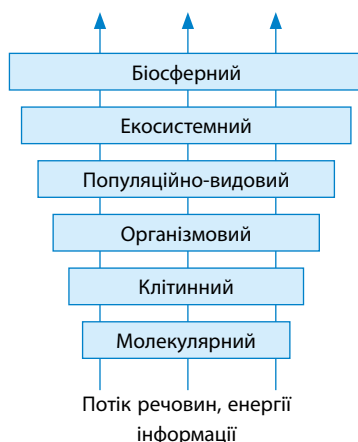 Біосферний
Екосистемний
Популяційно-видовий
Організмовий
Клітинний
Молекулярний
Потік речовин, енергії
інформації